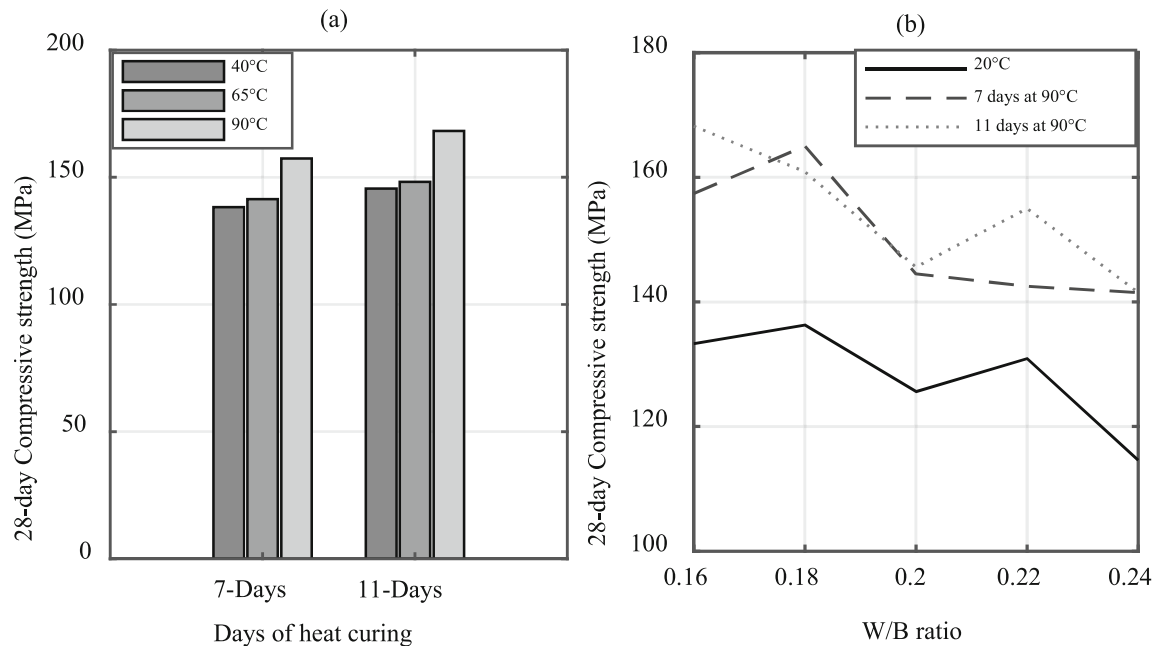 (a)
200
150
100
50
0
40°C
65°C
90°C
28-day Compressive strength (MPa)
7-Days
11-Days
Days of heat curing
(b)
180
160
140
120
100
20°C
7 days at 90°C
11 days at 90°C
28-day Compressive strength (MPa)
0.16
0.18
0.2
0.22
0.24
W/B ratio